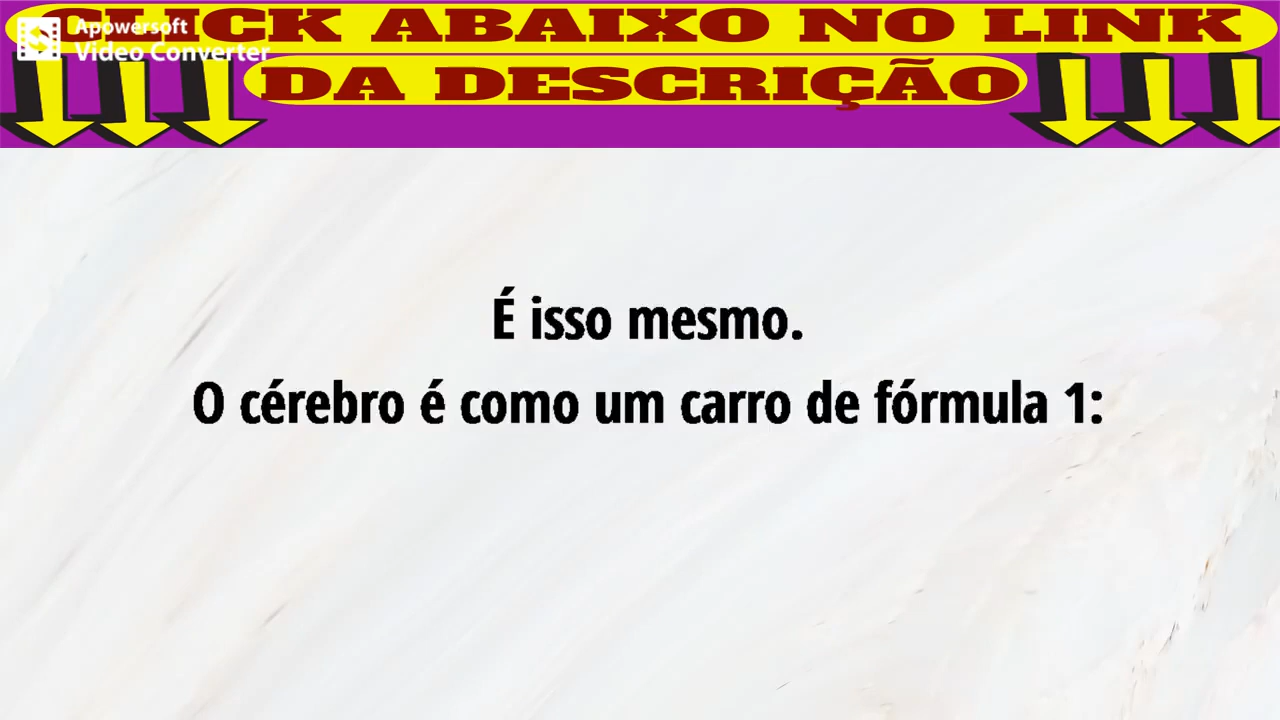 CLICK ABAIXO NO LINK
DA DESCRIÇÃO
Apowersoft
Video Converter
É isso mesmo.
O cérebro é como um carro de fórmula 1: